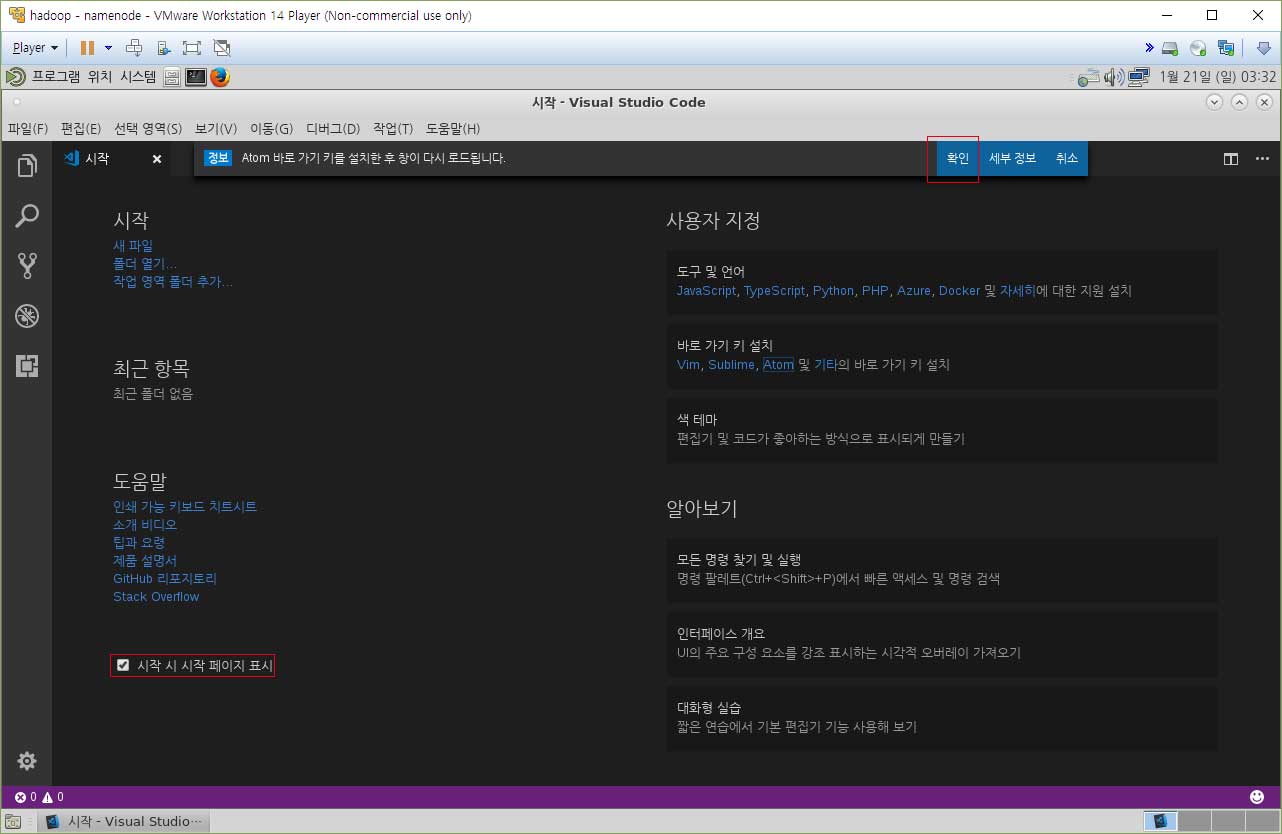 hadoop - namenode - VMware Workstation 14 Player (Non-commercial use only)
Player
프로그램 위치 시스템
1월 21일 (일) 03:32
시작 - Visual Studio Code
파일(F) 편집(E) 선택 영역(S) 보기(V) 이동(G) 디버그(D) 작업(T) 도움말(H)
시작
정보 Atom 바로 가기 키를 설치한 후 창이 다시 로드됩니다.
확인 세부 정보 취소
시작
새 파일
폴더 열기...
작업 영역 폴더 추가...
최근 항목
최근 폴더 없음
도움말
인쇄 가능 키보드 치트시트
소개 비디오
팁과 요령
제품 설명서
GitHub 리포지토리
Stack Overflow
시작 시 시작 페이지 표시
사용자 지정
도구 및 언어
JavaScript, TypeScript, Python, PHP, Azure, Docker 및 자세히에 대한 지원 설치
바로 가기 키 설치
Vim, Sublime, Atom 및 기타의 바로 가기 키 설치
색 테마
편집기 및 코드가 좋아하는 방식으로 표시되게 만들기
알아보기
모든 명령 찾기 및 실행
명령 팔레트(Ctrl+<Shift>+P)에서 빠른 액세스 및 명령 검색
인터페이스 개요
UI의 주요 구성 요소를 강조 표시하는 시각적 오버레이 가져오기
대화형 실습
짧은 연습에서 기본 편집기 기능 사용해 보기
0 0
시작 - Visual Studio...